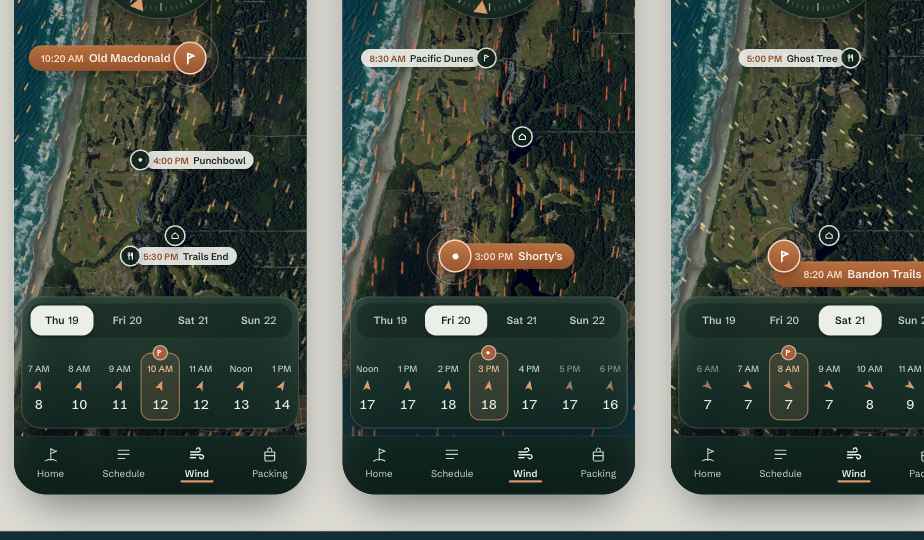 10:20 AM Old Macdonald
4:00 PM Punchbowl
5:30 PM Trails End
Thu 19 Fri 20 Sat 21 Sun 22
7 AM 8 AM 9 AM 10 AM 11 AM Noon 1 PM
8 10 11 12 12 13 14
Home Schedule Wind Packing
8:30 AM Pacific Dunes
3:00 PM Shorty's
Thu 19 Fri 20 Sat 21 Sun 22
Noon 1 PM 2 PM 3 PM 4 PM 5 PM 6 PM
17 17 18 18 17 17 16
Home Schedule Wind Packing
5:00 PM Ghost Tree
8:20 AM Bandon Trails
Thu 19 Fri 20 Sat 21 Sun
6 AM 7 AM 8 AM 9 AM 10 AM 11 AM
7 7 7 7 8 9
Home Schedule Wind